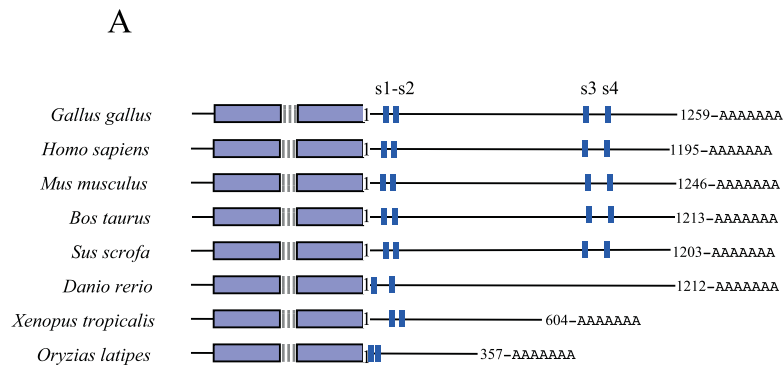 A
s1-s2 s3 s4
Gallus gallus 1 1259-AAAAAAA
Homo sapiens 1 1195-AAAAAAA
Mus musculus 1 1246-AAAAAAA
Bos taurus 1 1213-AAAAAAA
Sus scrofa 1 1203-AAAAAAA
Danio rerio 1 1212-AAAAAAA
Xenopus tropicalis 1 604-AAAAAAA
Oryzias latipes 1 357-AAAAAAA